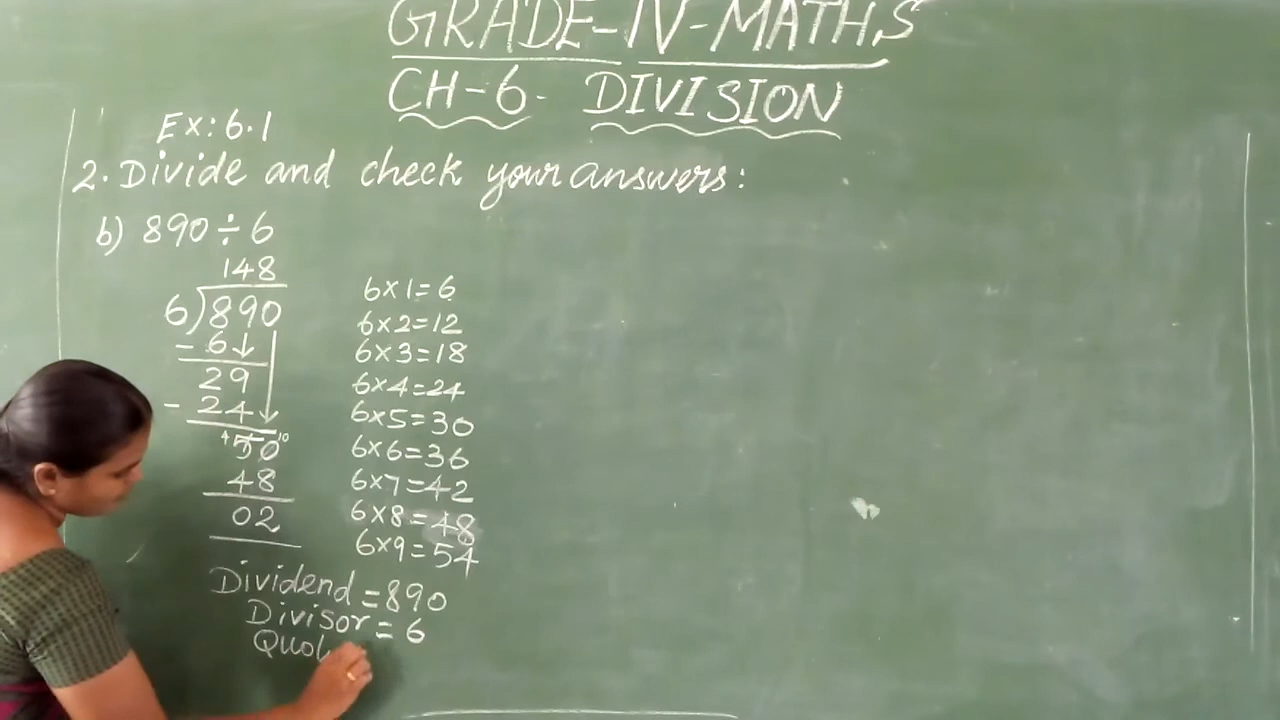 GRADE-IV-MATHS
CH-6- DIVISION
Ex: 6.1
2. Divide and check your answers:
b) 890 ÷ 6
148
6)890
- 6↓
29
- 24↓
4 50 10
48
02
6×1=6
6×2=12
6×3=18
6×4=24
6×5=30
6×6=36
6×7=42
6×8=48
6×9=54
Dividend = 890
Divisor = 6